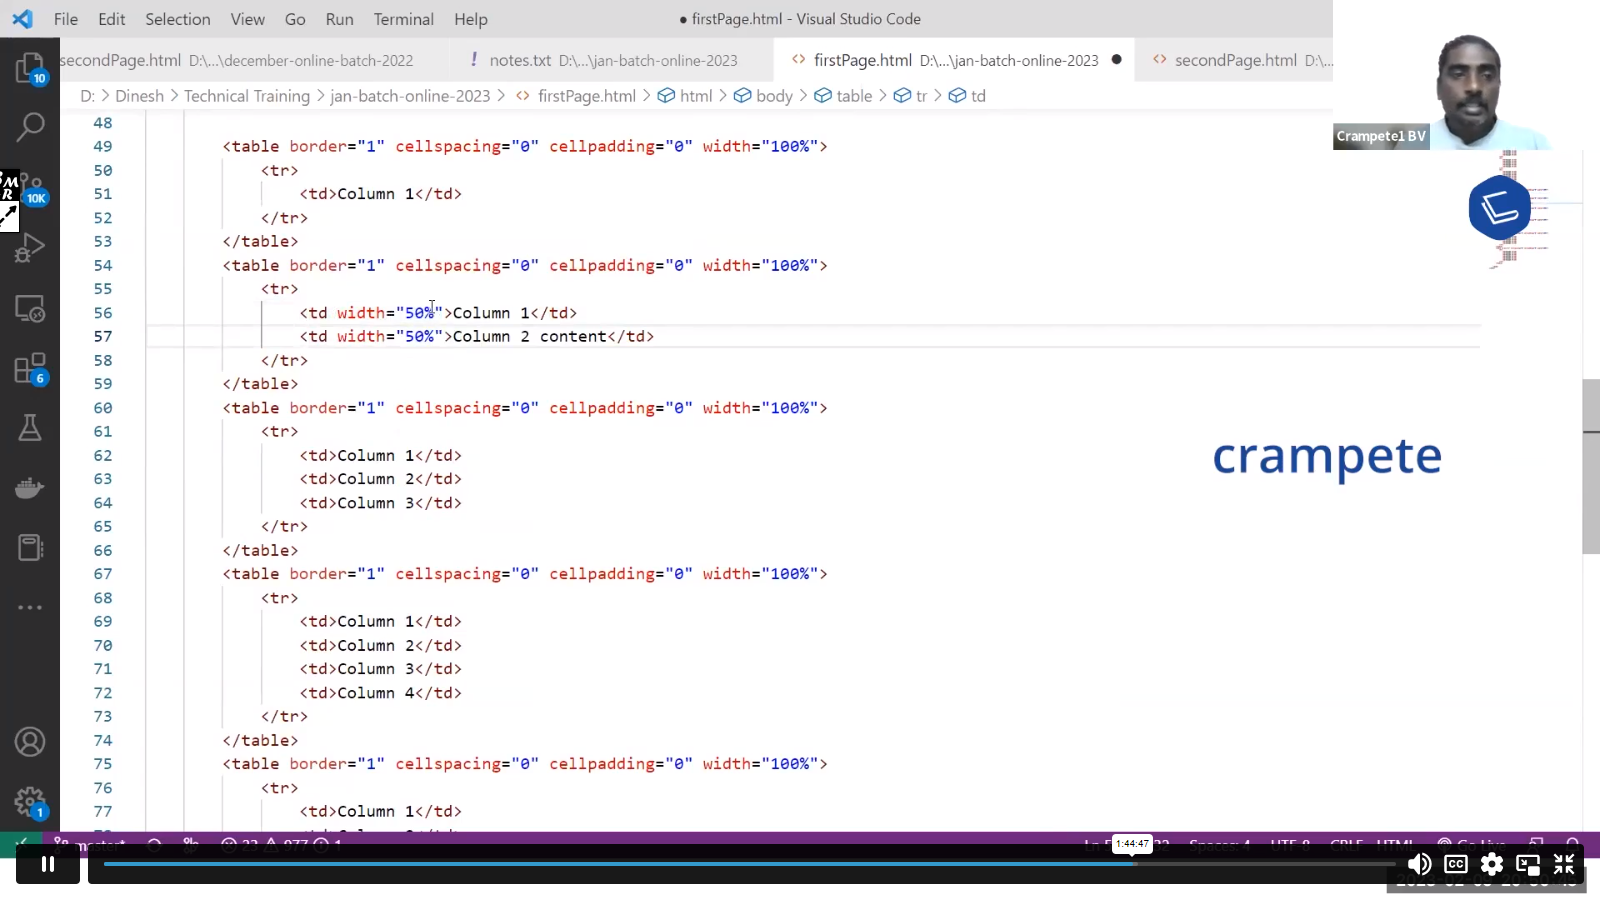 File Edit Selection View Go Run Terminal Help
● firstPage.html - Visual Studio Code
secondPage.html D:\...\december-online-batch-2022
! notes.txt D:\...\jan-batch-online-2023
<> firstPage.html D:\...\jan-batch-online-2023 ●
<> secondPage.html D:\...
D: > Dinesh > Technical Training > jan-batch-online-2023 > <> firstPage.html > html > body > table > tr > td
Crampete1 BV
10
10K
6
1
48
49 <table border="1" cellspacing="0" cellpadding="0" width="100%">
50 <tr>
51 <td>Column 1</td>
52 </tr>
53 </table>
54 <table border="1" cellspacing="0" cellpadding="0" width="100%">
55 <tr>
56 <td width="50%">Column 1</td>
57 <td width="50%">Column 2 content</td>
58 </tr>
59 </table>
60 <table border="1" cellspacing="0" cellpadding="0" width="100%">
61 <tr>
62 <td>Column 1</td>
63 <td>Column 2</td>
64 <td>Column 3</td>
65 </tr>
66 </table>
67 <table border="1" cellspacing="0" cellpadding="0" width="100%">
68 <tr>
69 <td>Column 1</td>
70 <td>Column 2</td>
71 <td>Column 3</td>
72 <td>Column 4</td>
73 </tr>
74 </table>
75 <table border="1" cellspacing="0" cellpadding="0" width="100%">
76 <tr>
77 <td>Column 1</td>
crampete
master*
Spaces: 4 UTF-8 CRLF HTML Go Live
1:44:47
CC